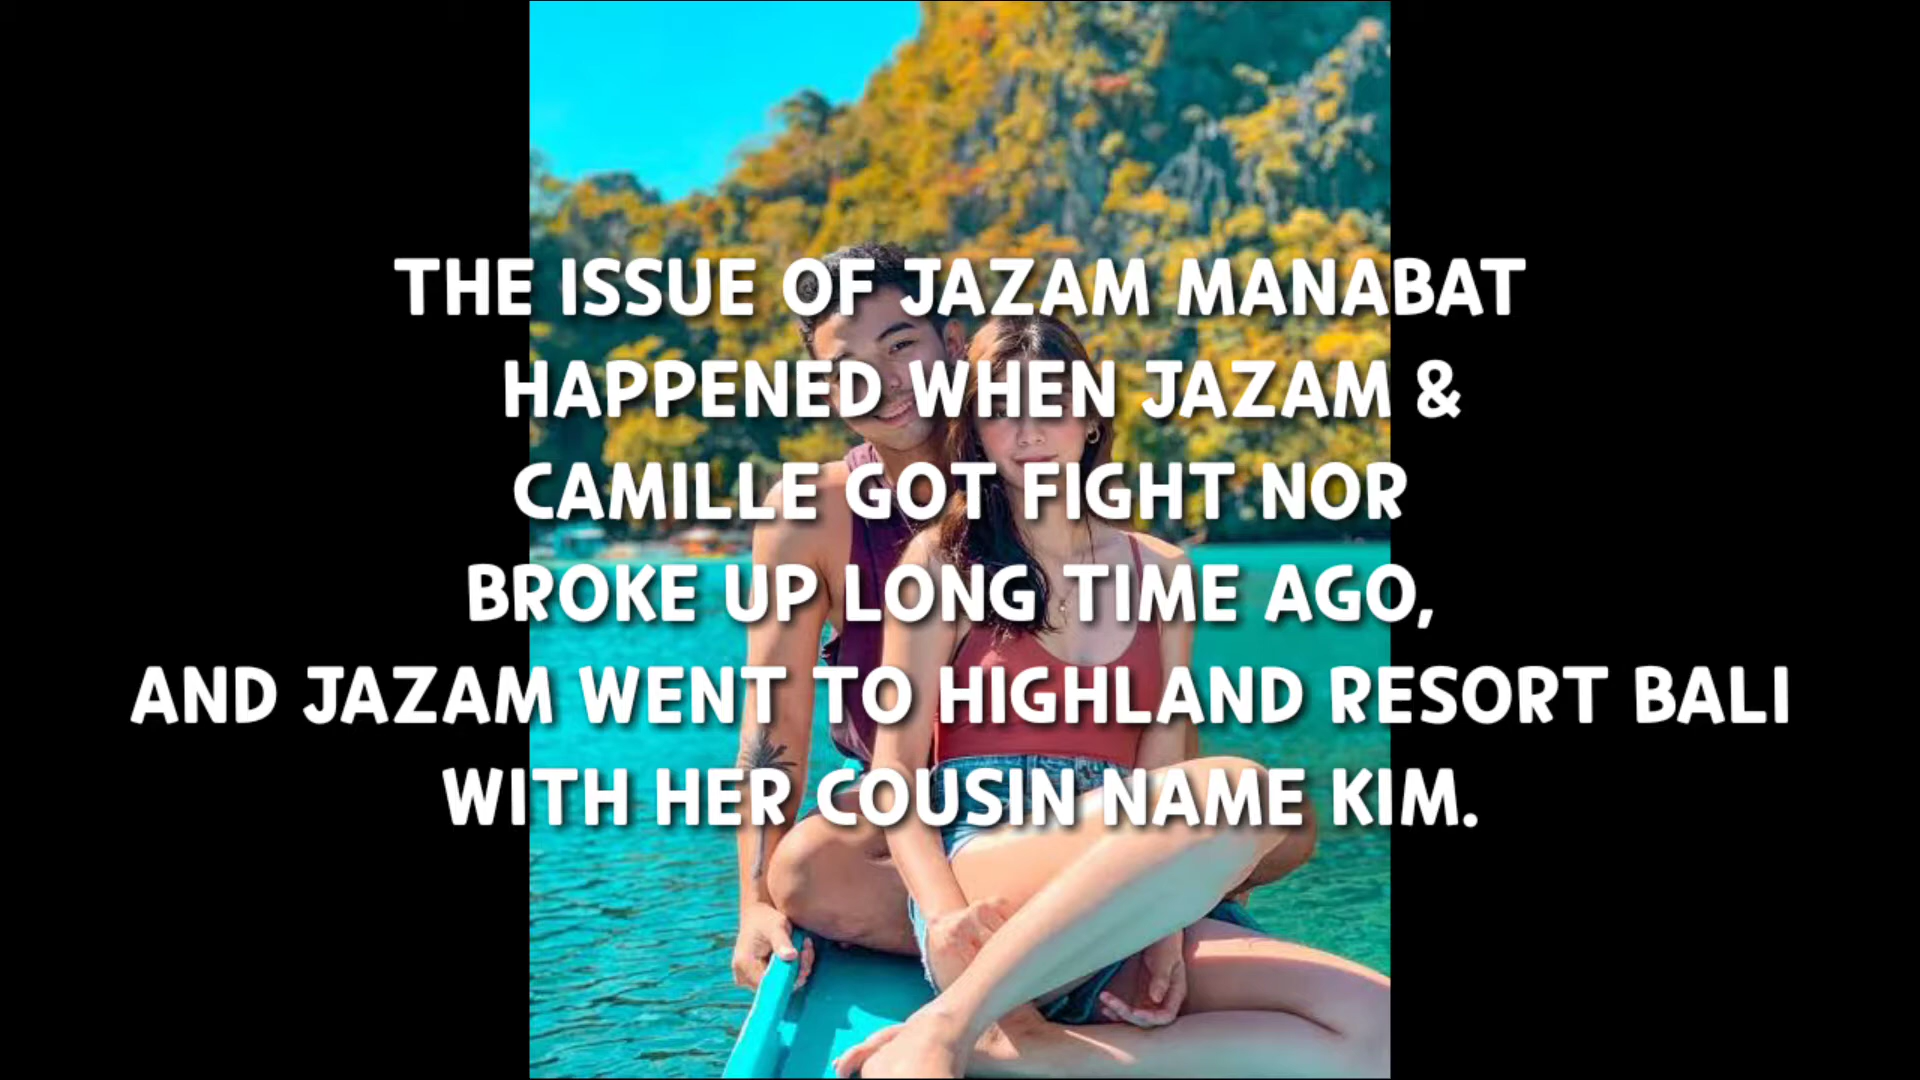 THE ISSUE OF JAZAM MANABAT
HAPPENED WHEN JAZAM &
CAMILLE GOT FIGHT NOR
BROKE UP LONG TIME AGO,
AND JAZAM WENT TO HIGHLAND RESORT BALI
WITH HER COUSIN NAME KIM.